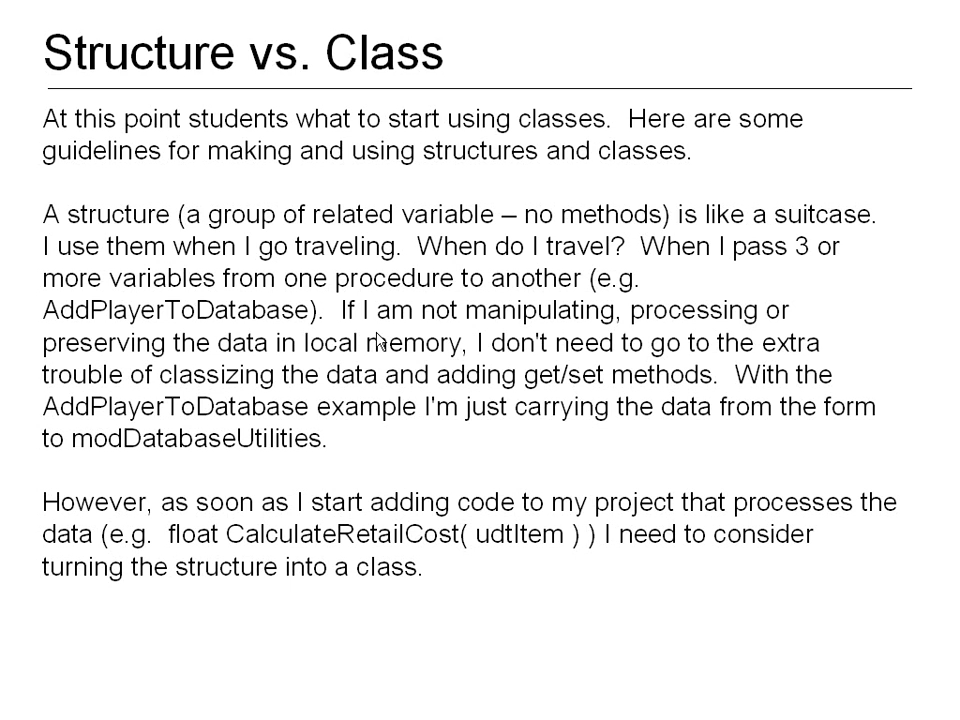 Structure vs. Class
At this point students what to start using classes.  Here are some
guidelines for making and using structures and classes.
A structure (a group of related variable – no methods) is like a suitcase.
I use them when I go traveling.  When do I travel?  When I pass 3 or
more variables from one procedure to another (e.g.
AddPlayerToDatabase).  If I am not manipulating, processing or
preserving the data in local memory, I don't need to go to the extra
trouble of classizing the data and adding get/set methods.  With the
AddPlayerToDatabase example I'm just carrying the data from the form
to modDatabaseUtilities.
However, as soon as I start adding code to my project that processes the
data (e.g.  float CalculateRetailCost( udtItem ) ) I need to consider
turning the structure into a class.